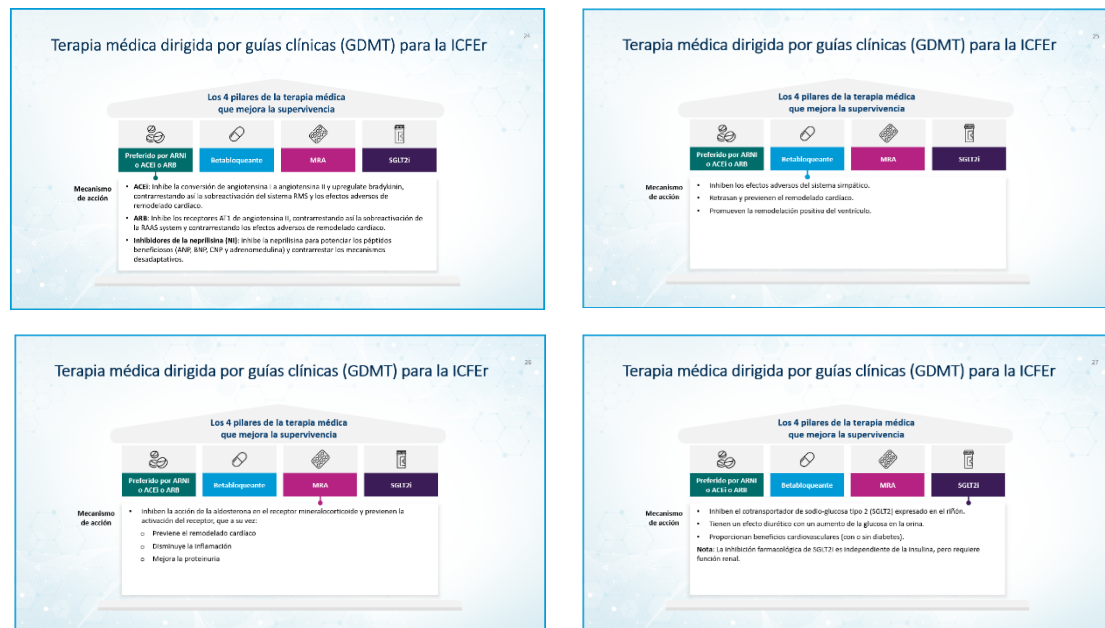 24
Terapia médica dirigida por guías clínicas (GDMT) para la ICFEr
Los 4 pilares de la terapia médica
que mejora la supervivencia
Preferido por ARNI
o ACEi o ARB
Betabloqueante
MRA
SGLT2i
Mecanismo
de acción
• ACEi: Inhibe la conversión de angiotensina I a angiotensina II y upregulate bradykinin,
contrarrestando así la sobreactivación del sistema RMS y los efectos adversos de
remodelado cardíaco.
• ARB: Inhibe los receptores AT1 de angiotensina II, contrarrestando así la sobreactivación de
la RAAS system y contrarrestando los efectos adversos de remodelado cardíaco.
• Inhibidores de la neprilisina (NI): inhibe la neprilisina para potenciar los péptidos
beneficiosos (ANP, BNP, CNP y adrenomedulina) y contrarrestar los mecanismos
desadaptativos.
25
Terapia médica dirigida por guías clínicas (GDMT) para la ICFEr
Los 4 pilares de la terapia médica
que mejora la supervivencia
Preferido por ARNI
o ACEi o ARB
Betabloqueante
MRA
SGLT2i
Mecanismo
de acción
• Inhiben los efectos adversos del sistema simpático.
• Retrasan y previenen el remodelado cardíaco.
• Promueven la remodelación positiva del ventrículo.
26
Terapia médica dirigida por guías clínicas (GDMT) para la ICFEr
Los 4 pilares de la terapia médica
que mejora la supervivencia
Preferido por ARNI
o ACEi o ARB
Betabloqueante
MRA
SGLT2i
Mecanismo
de acción
• Inhiben la acción de la aldosterona en el receptor mineralocorticoide y previenen la
activación del receptor, que a su vez:
o Previene el remodelado cardíaco
o Disminuye la inflamación
o Mejora la proteinuria
27
Terapia médica dirigida por guías clínicas (GDMT) para la ICFEr
Los 4 pilares de la terapia médica
que mejora la supervivencia
Preferido por ARNI
o ACEi o ARB
Betabloqueante
MRA
SGLT2i
Mecanismo
de acción
• Inhiben el cotransportador de sodio-glucosa tipo 2 (SGLT2) expresado en el riñón.
• Tienen un efecto diurético con un aumento de la glucosa en la orina.
• Proporcionan beneficios cardiovasculares (con o sin diabetes).
Nota: La inhibición farmacológica de SGLT2i es independiente de la insulina, pero requiere
función renal.